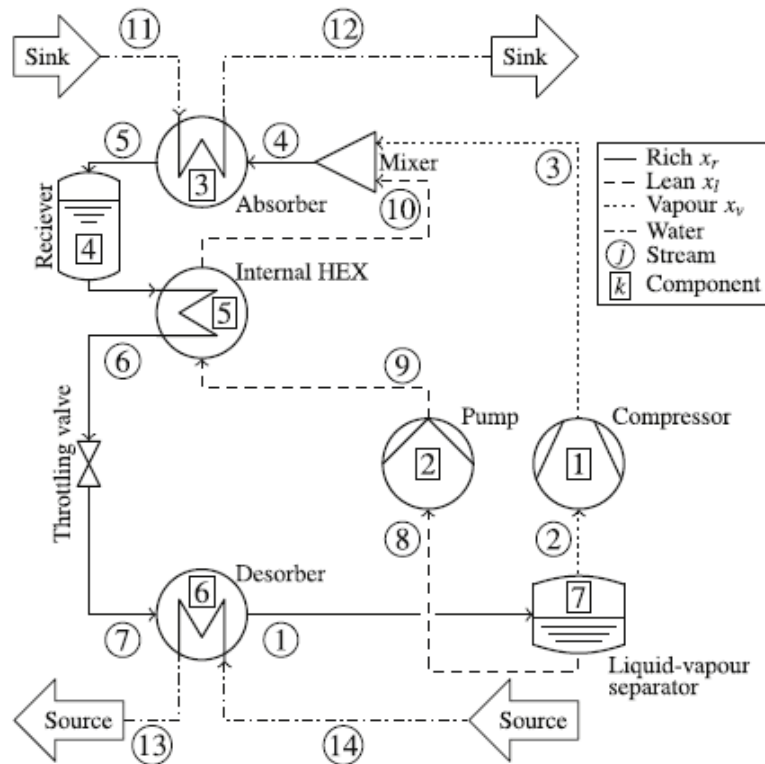 11
12
Sink
Sink
5
4
Mixer
3
3
Absorber
10
Reciever
4
Internal HEX
5
6
9
Rich x_r
Lean x_l
Vapour x_v
Water
j Stream
k Component
Throttling valve
Pump
Compressor
2
1
8
2
Desorber
6
7
7
1
Liquid-vapour
separator
Source
Source
13
14